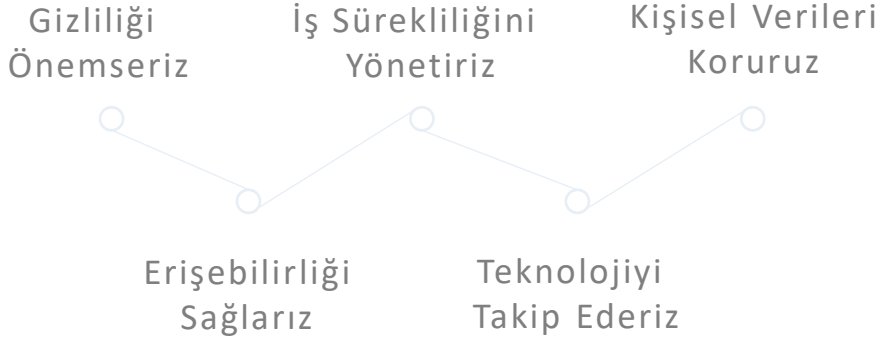 Gizliliği
Önemseriz
İş Sürekliliğini
Yönetiriz
Kişisel Verileri
Koruruz
Erişebilirliği
Sağlarız
Teknolojiyi
Takip Ederiz